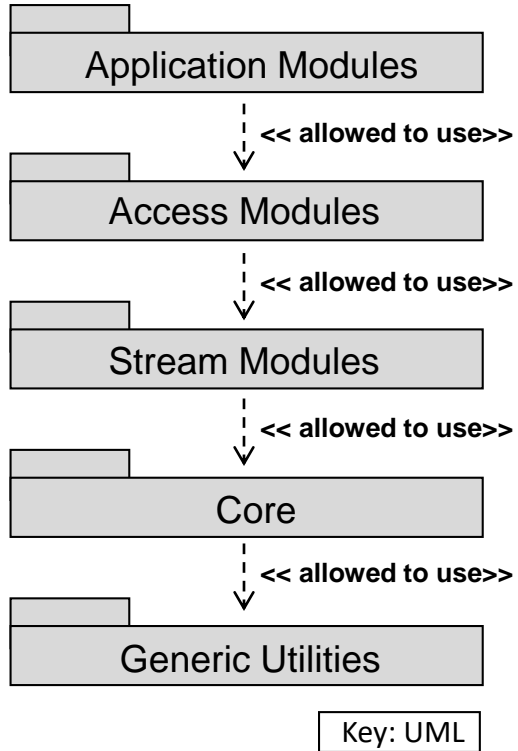 Application Modules
<< allowed to use>>
Access Modules
<< allowed to use>>
Stream Modules
<< allowed to use>>
Core
<< allowed to use>>
Generic Utilities
Key: UML